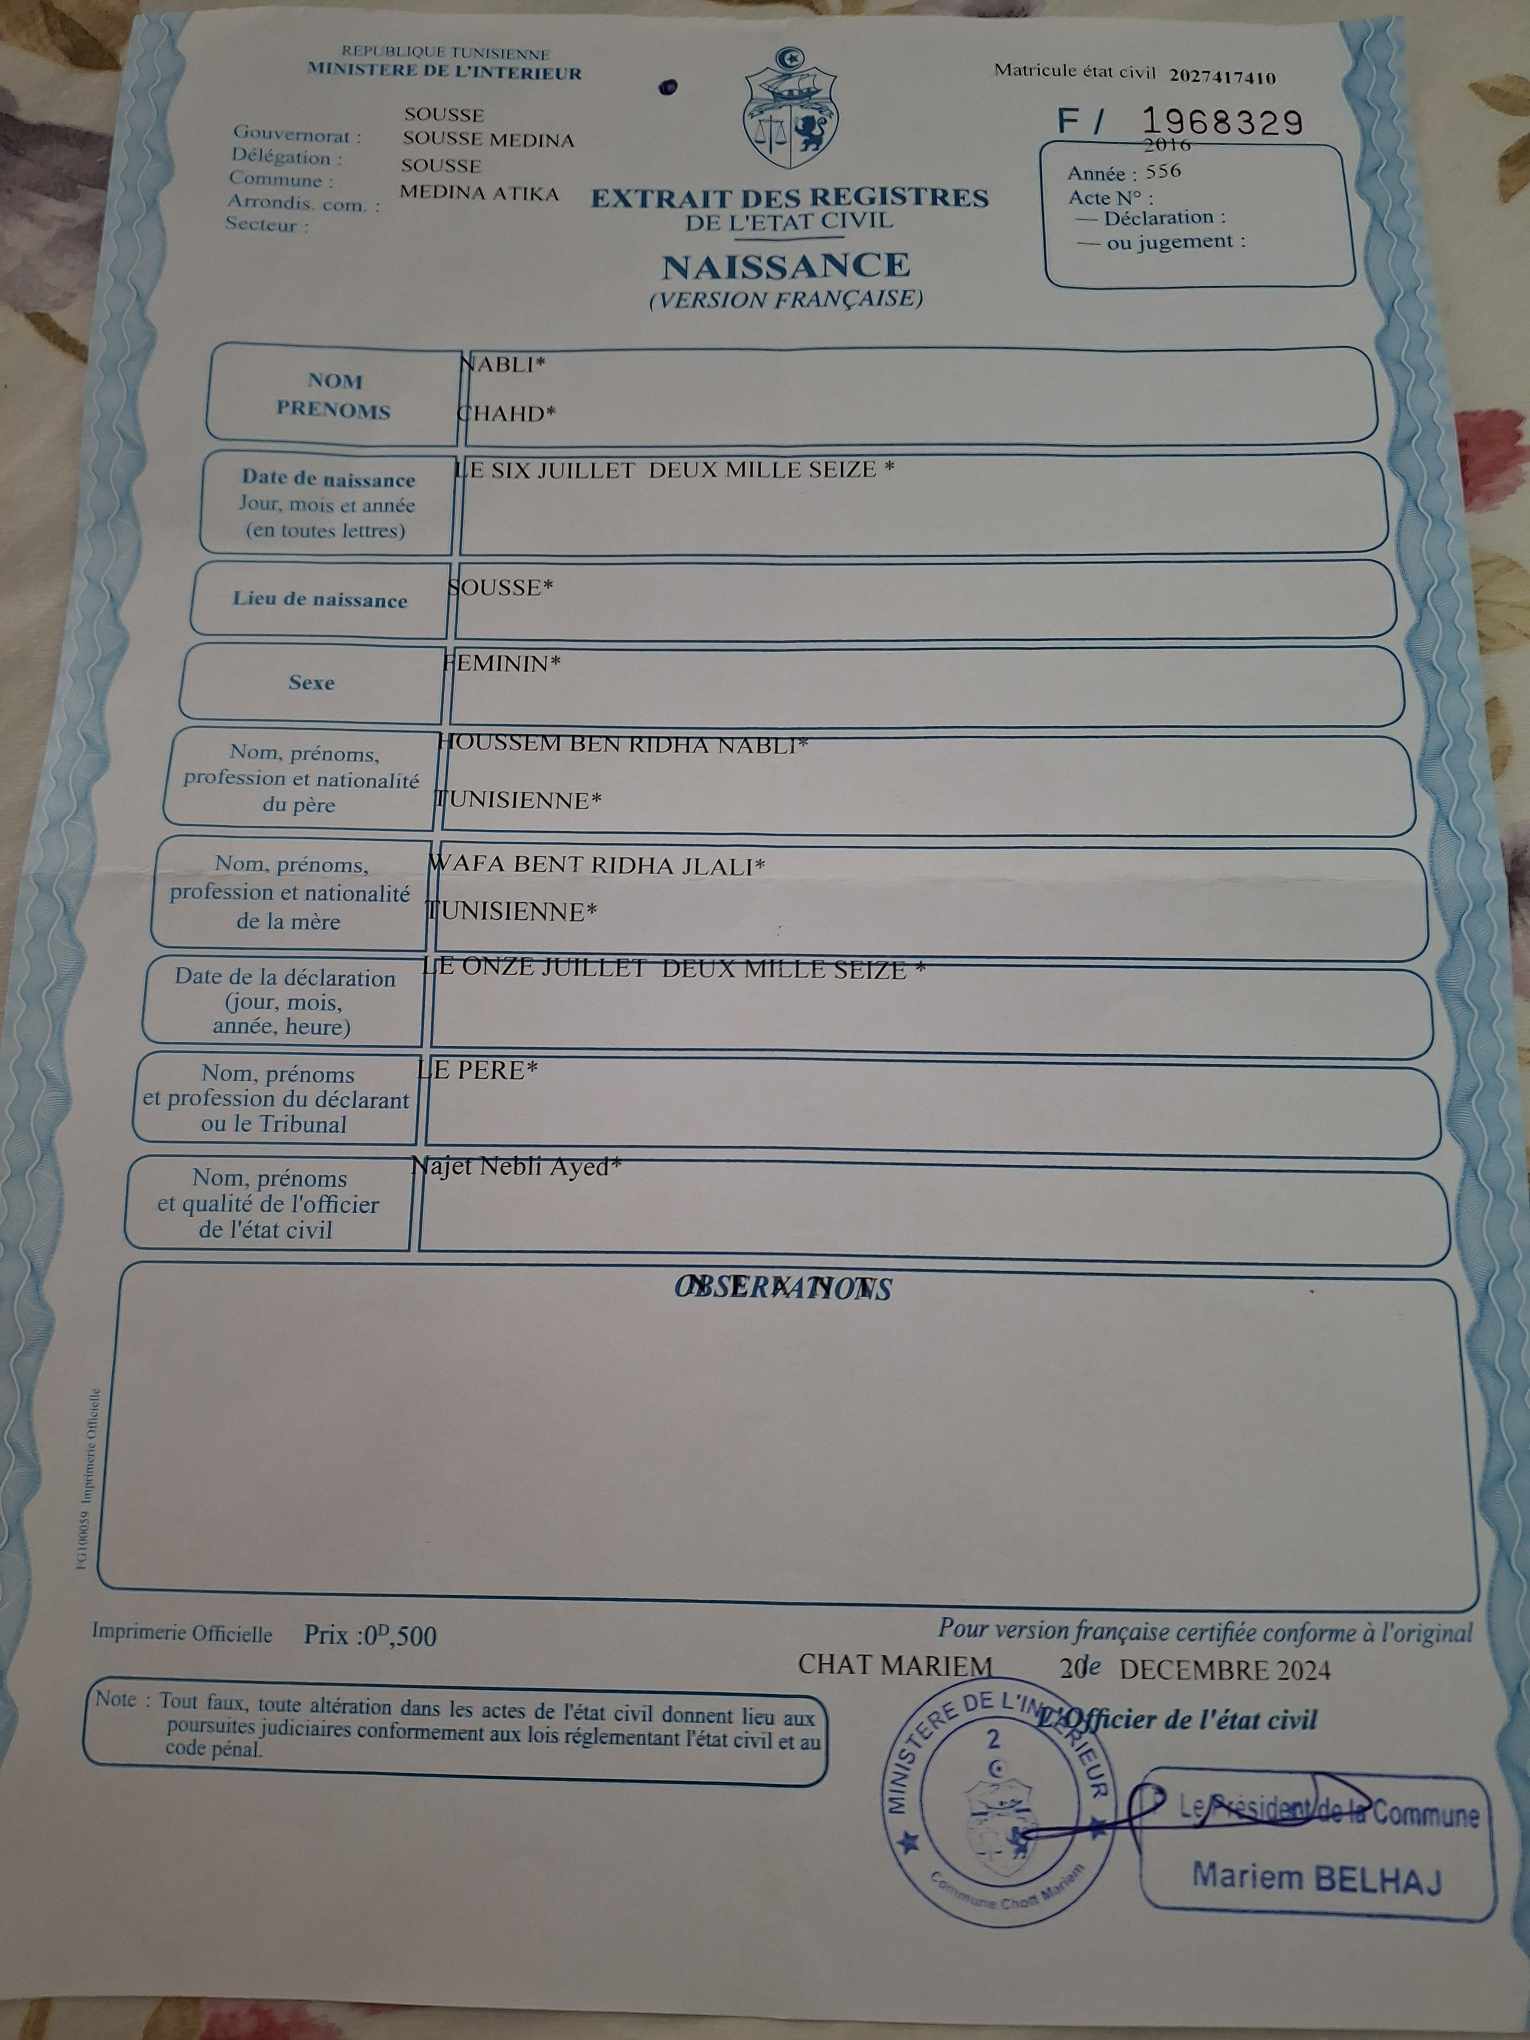 REPUBLIQUE TUNISIENNE
MINISTERE DE L'INTERIEUR
Matricule état civil 2027417410
F / 1968329
SOUSSE
Gouvernorat : SOUSSE MEDINA
Délégation : SOUSSE
Commune : MEDINA ATIKA
Arrondis. com. :
Secteur :
2016
Année : 556
Acte N° :
— Déclaration :
— ou jugement :
EXTRAIT DES REGISTRES
DE L'ETAT CIVIL
NAISSANCE
(VERSION FRANÇAISE)
NOM
PRENOMS
NABLI*
CHAHD*
Date de naissance
Jour, mois et année
(en toutes lettres)
LE SIX JUILLET DEUX MILLE SEIZE *
Lieu de naissance
SOUSSE*
Sexe
FEMININ*
Nom, prénoms,
profession et nationalité
du père
HOUSSEM BEN RIDHA NABLI*
TUNISIENNE*
Nom, prénoms,
profession et nationalité
de la mère
WAFA BENT RIDHA JLALI*
TUNISIENNE*
Date de la déclaration
(jour, mois,
année, heure)
LE ONZE JUILLET DEUX MILLE SEIZE *
Nom, prénoms
et profession du déclarant
ou le Tribunal
LE PERE*
Nom, prénoms
et qualité de l'officier
de l'état civil
Najet Nebli Ayed*
OBSERVATIONS
FG100059 Imprimerie Officielle
Imprimerie Officielle Prix :0D,500
Pour version française certifiée conforme à l'original
CHAT MARIEM 20 de DECEMBRE 2024
L'Officier de l'état civil
Note : Tout faux, toute altération dans les actes de l'état civil donnent lieu aux
poursuites judiciaires conformement aux lois réglementant l'état civil et au
code pénal.
MINISTERE DE L'INTERIEUR
2
Commune Chott Mariem
Le Président de la Commune
Mariem BELHAJ